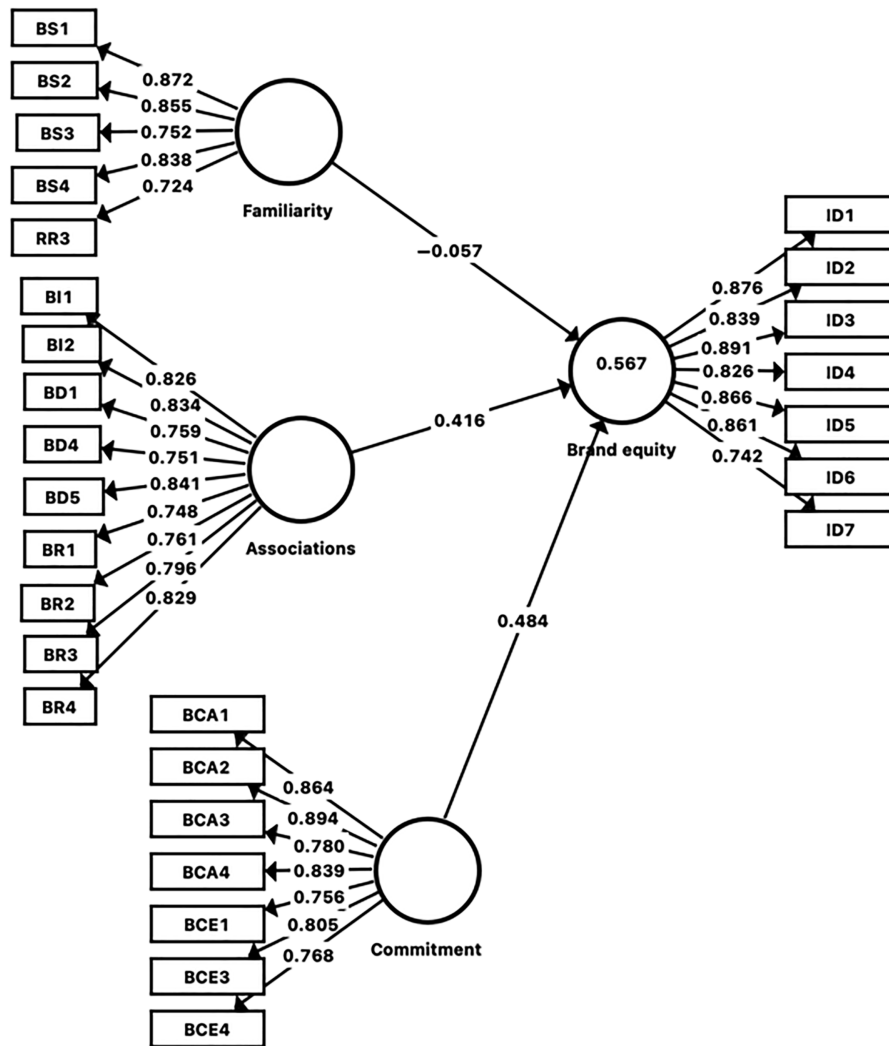 BS1
BS2
BS3
BS4
RR3
0.872
0.855
0.752
0.838
0.724
Familiarity
−0.057
BI1
BI2
BD1
BD4
BD5
BR1
BR2
BR3
BR4
0.826
0.834
0.759
0.751
0.841
0.748
0.761
0.796
0.829
Associations
0.416
BCA1
BCA2
BCA3
BCA4
BCE1
BCE3
BCE4
0.864
0.894
0.780
0.839
0.756
0.805
0.768
Commitment
0.484
0.567
Brand equity
0.876
0.839
0.891
0.826
0.866
0.861
0.742
ID1
ID2
ID3
ID4
ID5
ID6
ID7